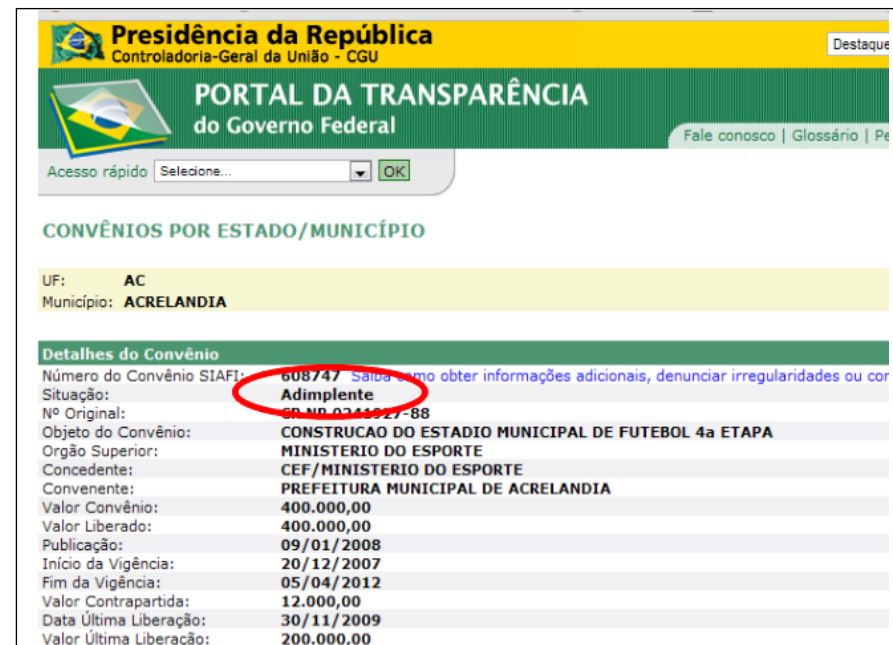 Presidência da República
Controladoria-Geral da União - CGU
Destaque
PORTAL DA TRANSPARÊNCIA
do Governo Federal
Fale conosco | Glossário | Pe
Acesso rápido Selecione... OK
CONVÊNIOS POR ESTADO/MUNICÍPIO
UF: AC
Município: ACRELANDIA
Detalhes do Convênio
Número do Convênio SIAFI: 608747 Saiba como obter informações adicionais, denunciar irregularidades ou con
Situação: Adimplente
Nº Original: CR.NR.0241927-88
Objeto do Convênio: CONSTRUCAO DO ESTADIO MUNICIPAL DE FUTEBOL 4a ETAPA
Orgão Superior: MINISTERIO DO ESPORTE
Concedente: CEF/MINISTERIO DO ESPORTE
Convenente: PREFEITURA MUNICIPAL DE ACRELANDIA
Valor Convênio: 400.000,00
Valor Liberado: 400.000,00
Publicação: 09/01/2008
Início da Vigência: 20/12/2007
Fim da Vigência: 05/04/2012
Valor Contrapartida: 12.000,00
Data Última Liberação: 30/11/2009
Valor Última Liberação: 200.000,00